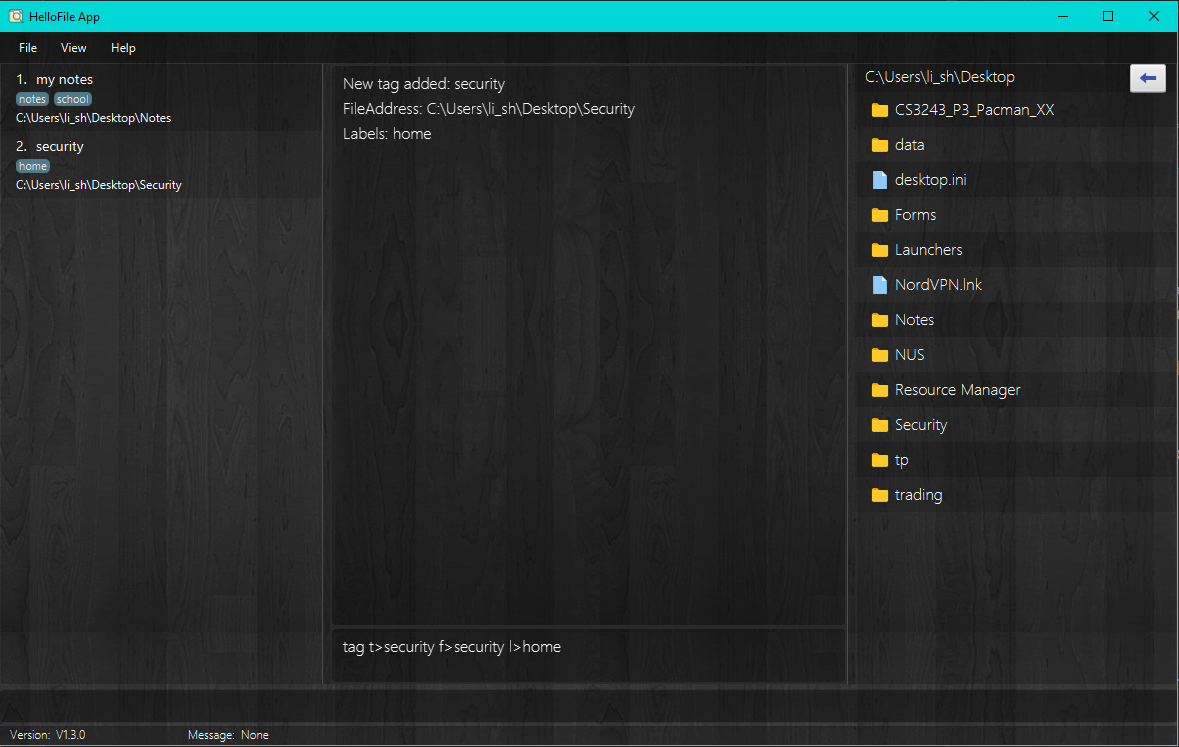 HelloFile App
File View Help
1. my notes
notes school
C:\Users\li_sh\Desktop\Notes
2. security
home
C:\Users\li_sh\Desktop\Security
New tag added: security
FileAddress: C:\Users\li_sh\Desktop\Security
Labels: home
tag t>security f>security l>home
C:\Users\li_sh\Desktop
CS3243_P3_Pacman_XX
data
desktop.ini
Forms
Launchers
NordVPN.lnk
Notes
NUS
Resource Manager
Security
tp
trading
Version: V1.3.0 Message: None